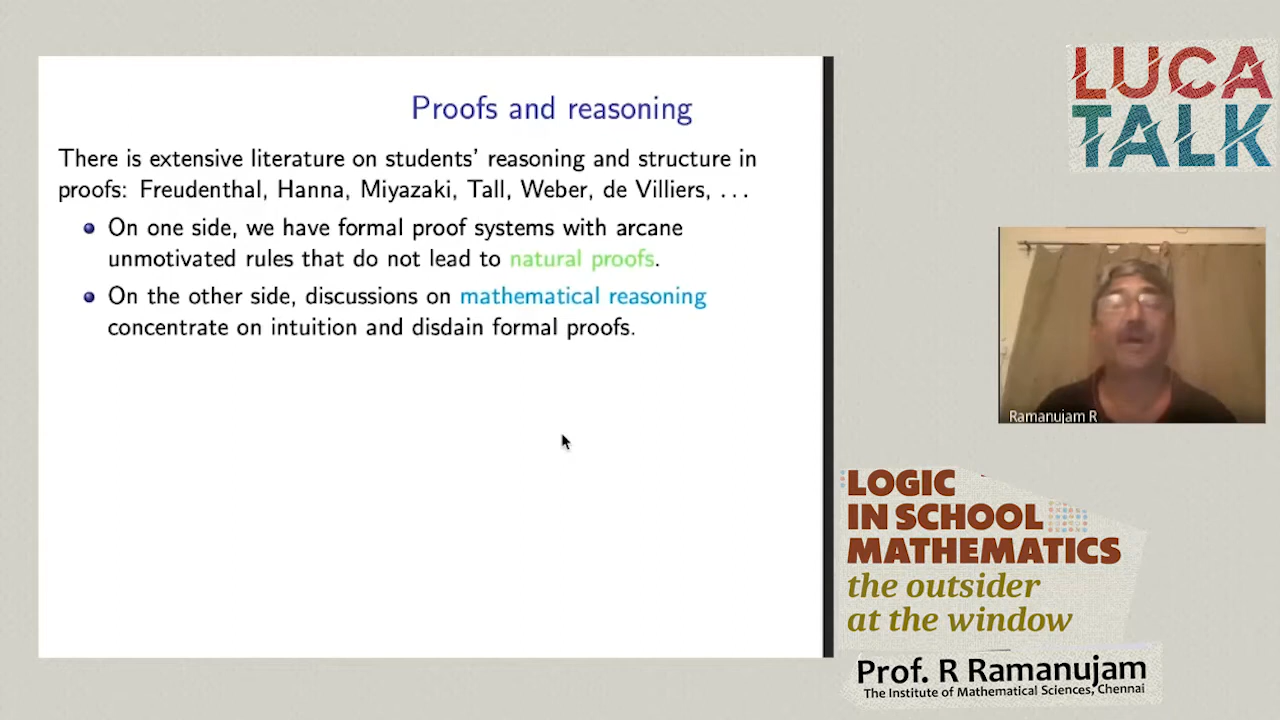 Proofs and reasoning
There is extensive literature on students' reasoning and structure in
proofs: Freudenthal, Hanna, Miyazaki, Tall, Weber, de Villiers, ...
On one side, we have formal proof systems with arcane
unmotivated rules that do not lead to natural proofs.
On the other side, discussions on mathematical reasoning
concentrate on intuition and disdain formal proofs.
LUCA
TALK
Ramanujam R
LOGIC
IN SCHOOL
MATHEMATICS
the outsider
at the window
Prof. R Ramanujam
The Institute of Mathematical Sciences, Chennai